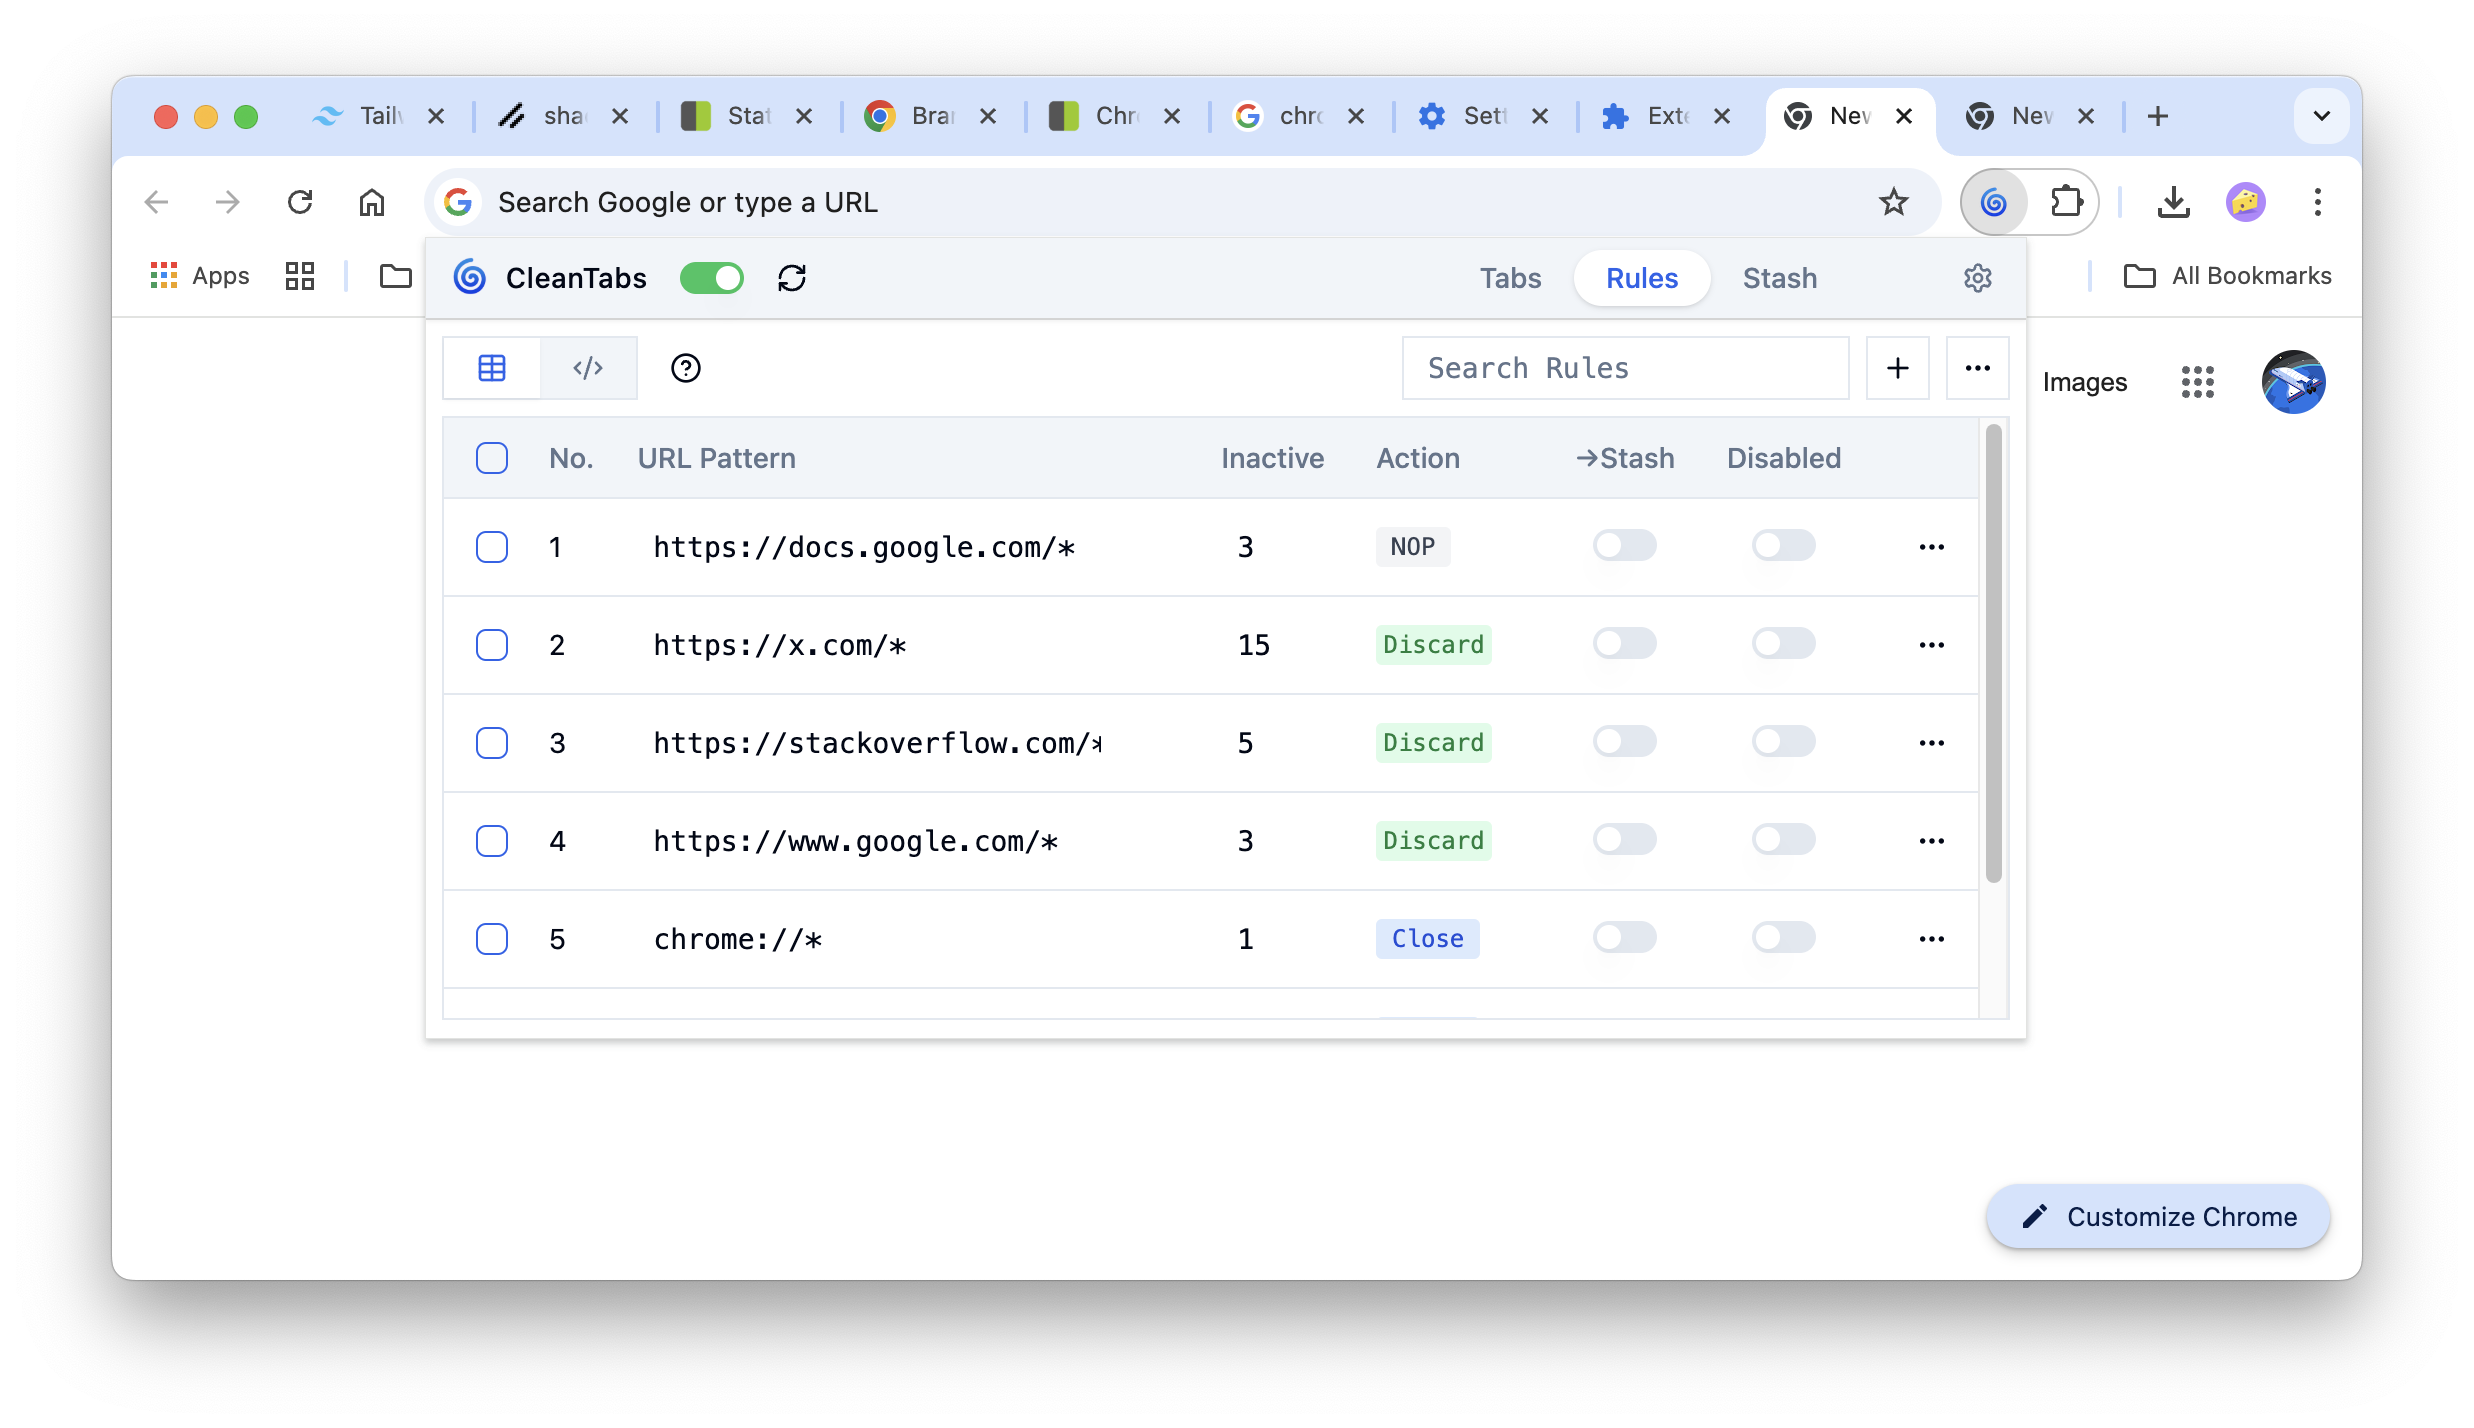 Tail sha Stat Bra Chr chr Sett Ext New New
Search Google or type a URL
Apps CleanTabs Tabs Rules Stash All Bookmarks
</> Search Rules + Images
No. URL Pattern Inactive Action →Stash Disabled
1 https://docs.google.com/* 3 NOP
2 https://x.com/* 15 Discard
3 https://stackoverflow.com/* 5 Discard
4 https://www.google.com/* 3 Discard
5 chrome://* 1 Close
Customize Chrome